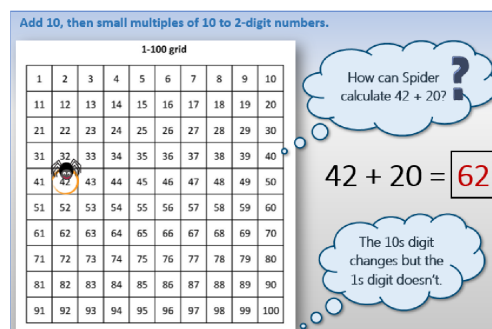 Add 10, then small multiples of 10 to 2-digit numbers.
1-100 grid
1 2 3 4 5 6 7 8 9 10
11 12 13 14 15 16 17 18 19 20
21 22 23 24 25 26 27 28 29 30
31 32 33 34 35 36 37 38 39 40
41 42 43 44 45 46 47 48 49 50
51 52 53 54 55 56 57 58 59 60
61 62 63 64 65 66 67 68 69 70
71 72 73 74 75 76 77 78 79 80
81 82 83 84 85 86 87 88 89 90
91 92 93 94 95 96 97 98 99 100
How can Spider
calculate 42 + 20?
?
42 + 20 = 62
The 10s digit
changes but the
1s digit doesn't.